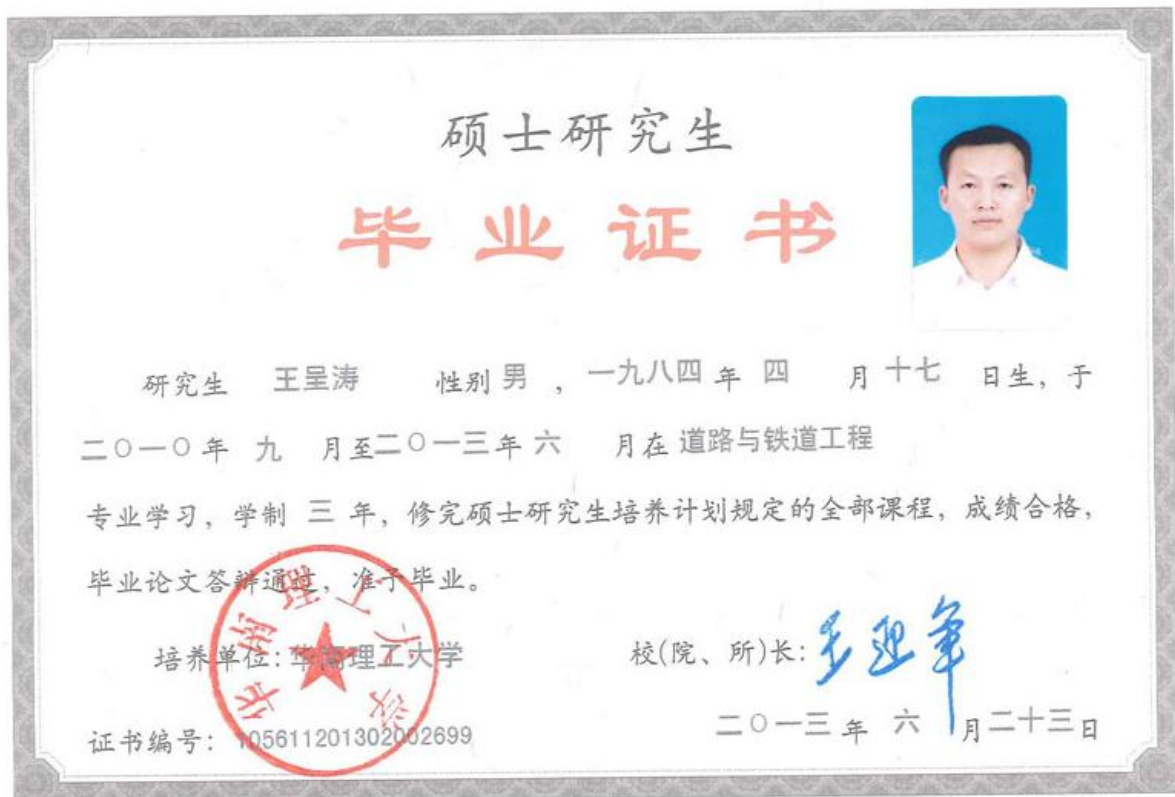 硕士研究生
毕业证书
研究生 王呈涛 性别 男 , 一九八四 年 四 月 十七 日生, 于
二〇一〇 年 九 月至 二〇一三 年 六 月在 道路与铁道工程
专业学习, 学制 三 年, 修完硕士研究生培养计划规定的全部课程, 成绩合格,
毕业论文答辩通过, 准予毕业。
华南理工大学
培养单位: 华南理工大学 校(院、所)长:
证书编号: 105611201302002699 二〇一三 年 六 月 二十三 日